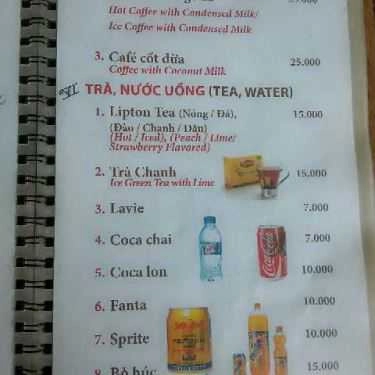 Hot Coffee with Condensed Milk/
Ice Coffee with Condensed Milk
3. Café cốt dừa 25.000
Coffee with Coconut Milk
TRÀ, NƯỚC UỐNG (TEA, WATER)
1. Lipton Tea (Nóng / Đá), 15.000
(Đào / Chanh / Dâu)
(Hot / Iced), (Peach / Lime/
Strawberry Flavored)
2. Trà Chanh 15.000
Ice Green Tea with Lime
3. Lavie 7.000
4. Coca chai 7.000
5. Coca lon 10.000
6. Fanta 10.000
7. Sprite 10.000
8. Bò húc 15.000